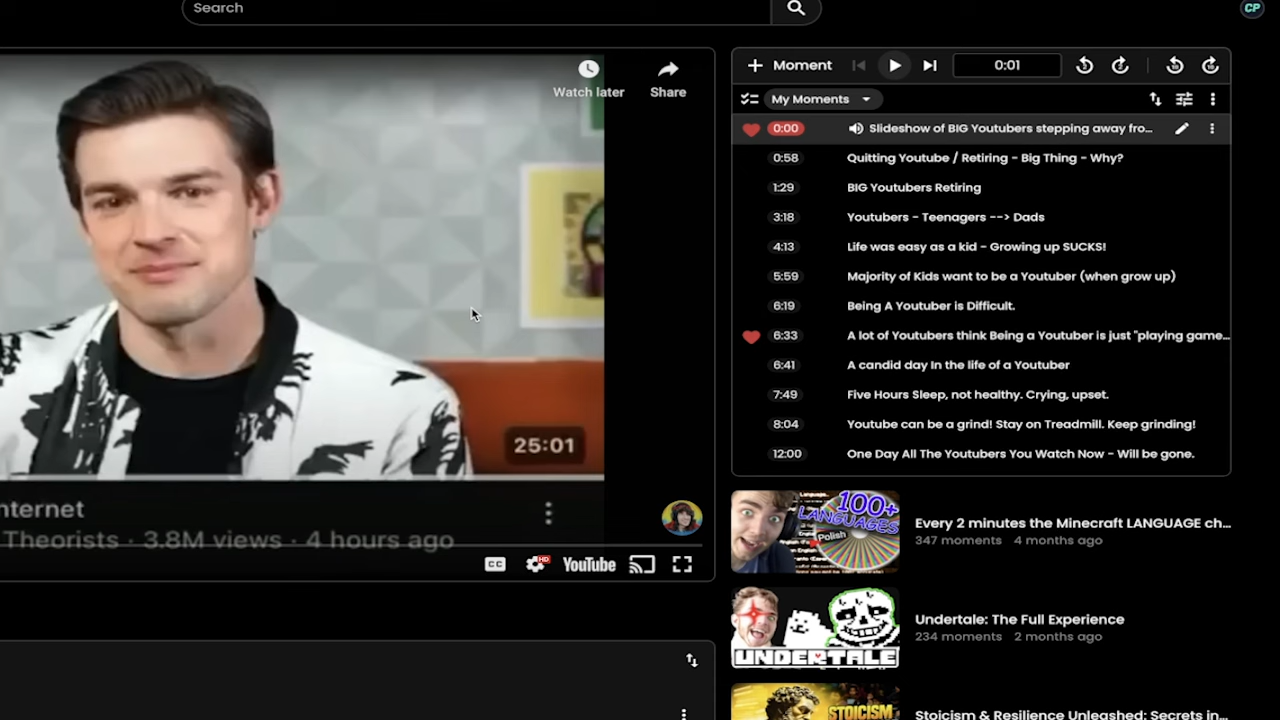 Search
CP
Watch later
Share
25:01
nternet
Theorists · 3.8M views · 4 hours ago
CC
HD
YouTube
+ Moment
0:01
5
5
My Moments
0:00 Slideshow of BIG Youtubers stepping away fro...
0:58 Quitting Youtube / Retiring - Big Thing - Why?
1:29 BIG Youtubers Retiring
3:18 Youtubers - Teenagers --> Dads
4:13 Life was easy as a kid - Growing up SUCKS!
5:59 Majority of Kids want to be a Youtuber (when grow up)
6:19 Being A Youtuber is Difficult.
6:33 A lot of Youtubers think Being a Youtuber is just "playing game...
6:41 A candid day In the life of a Youtuber
7:49 Five Hours Sleep, not healthy. Crying, upset.
8:04 Youtube can be a grind! Stay on Treadmill. Keep grinding!
12:00 One Day All The Youtubers You Watch Now - Will be gone.
100+
LANGUAGES
Polish
Every 2 minutes the Minecraft LANGUAGE ch...
347 moments 4 months ago
UNDERTALE
Undertale: The Full Experience
234 moments 2 months ago
STOICISM
Stoicism & Resilience Unleashed: Secrets in...